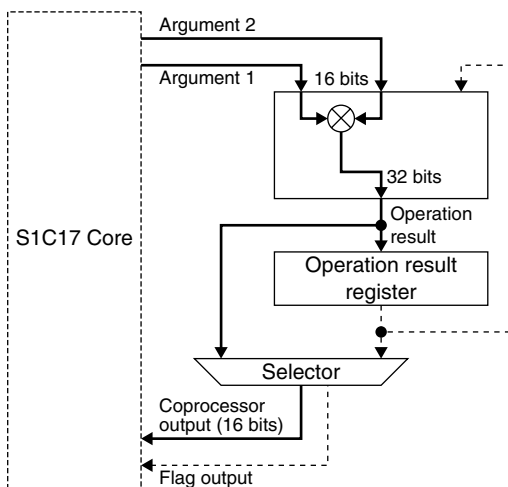 Argument 2
Argument 1
16 bits
32 bits
S1C17 Core
Operation
result
Operation result
register
Selector
Coprocessor
output (16 bits)
Flag output